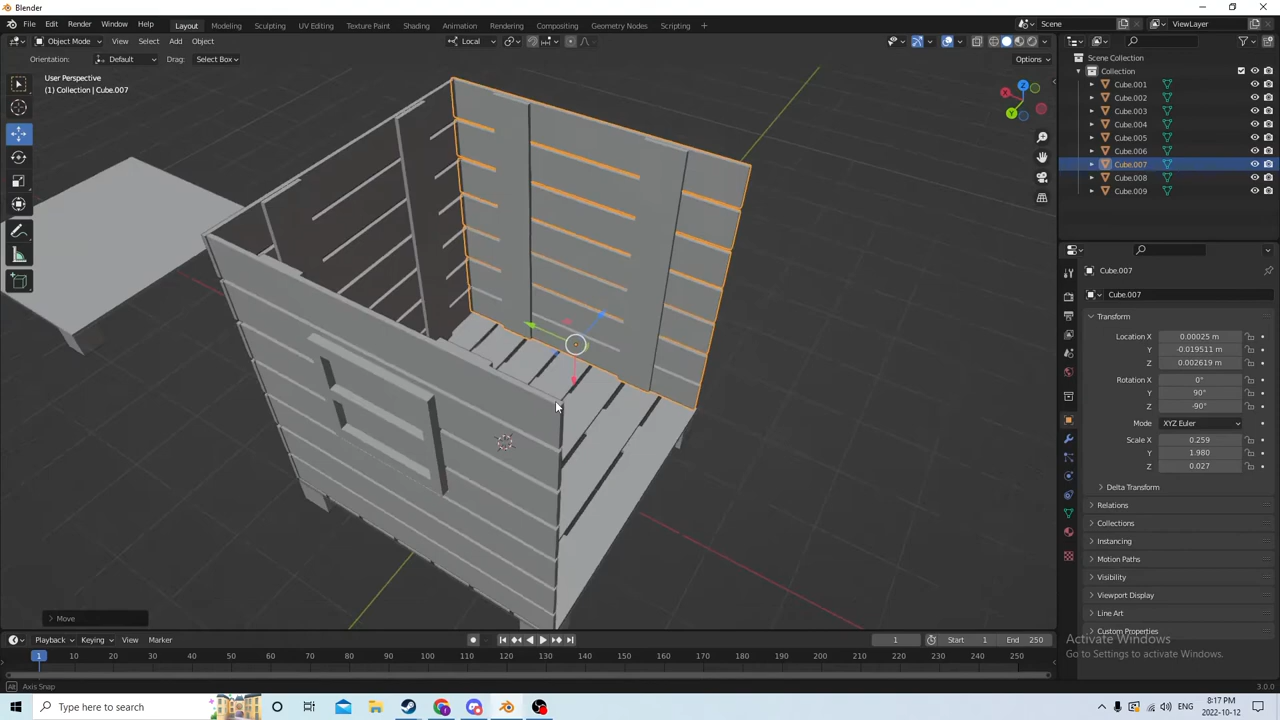 Blender
File Edit Render Window Help Layout Modeling Sculpting UV Editing Texture Paint Shading Animation Rendering Compositing Geometry Nodes Scripting + Scene ViewLayer
Object Mode View Select Add Object Local
Orientation: Default Drag: Select Box Options
User Perspective
(1) Collection | Cube.007
Scene Collection
Collection
Cube.001
Cube.002
Cube.003
Cube.004
Cube.005
Cube.006
Cube.007
Cube.008
Cube.009
Cube.007
Cube.007
Transform
Location X 0.00025 m
Y -0.019511 m
Z 0.002619 m
Rotation X 0°
Y 90°
Z -90°
Mode XYZ Euler
Scale X 0.259
Y 1.980
Z 0.027
Delta Transform
Relations
Collections
Instancing
Motion Paths
Visibility
Viewport Display
Line Art
Custom Properties
Activate Windows
Go to Settings to activate Windows.
X
Y
Z
Move
Playback Keying View Marker 1 Start 1 End 250
1 10 20 30 40 50 60 70 80 90 100 110 120 130 140 150 160 170 180 190 200 210 220 230 240 250
Alt Axis Snap 3.0.0
Type here to search ENG 8:17 PM
2022-10-12